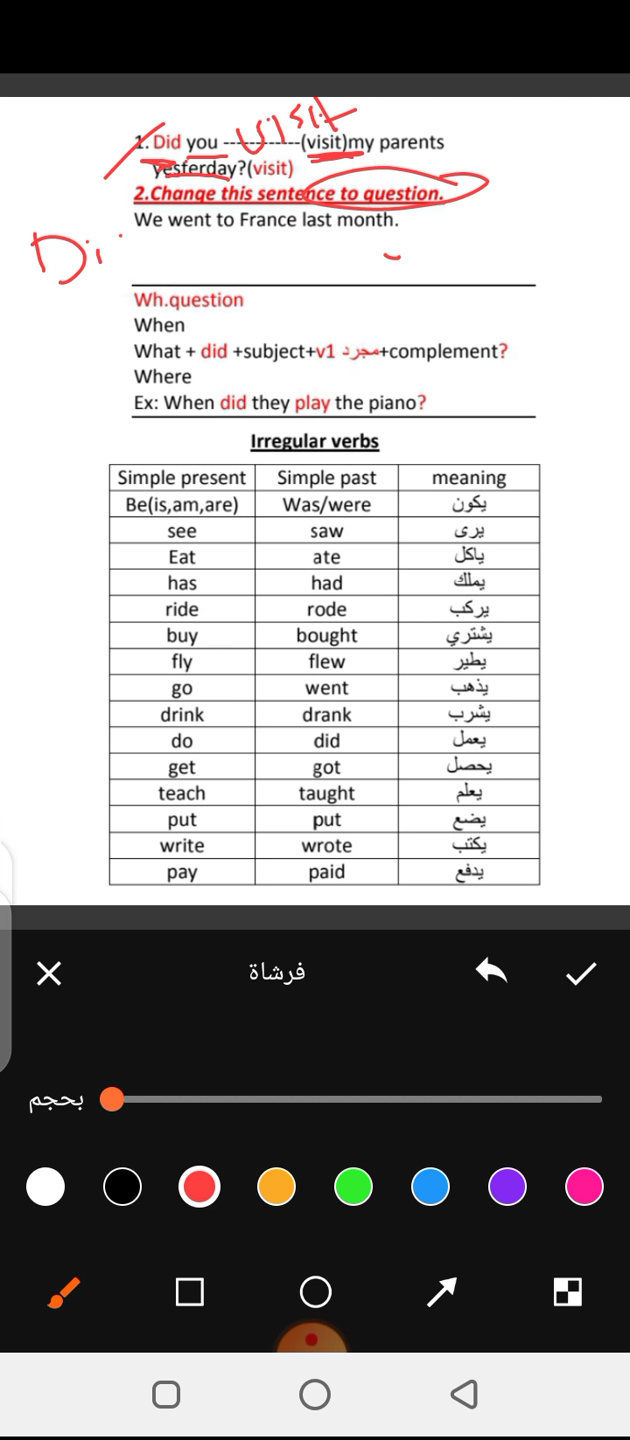 1. Did you ------------(visit)my parents
visit
yesterday?(visit)
2.Change this sentence to question.
We went to France last month.
Di
Wh.question
When
What + did +subject+v1 مجرد+complement?
Where
Ex: When did they play the piano?
Irregular verbs
Simple present Simple past meaning
Be(is,am,are) Was/were يكون
see saw يرى
Eat ate ياكل
has had يملك
ride rode يركب
buy bought يشتري
fly flew يطير
go went يذهب
drink drank يشرب
do did يعمل
get got يحصل
teach taught يعلم
put put يضع
write wrote يكتب
pay paid يدفع
فرشاة
بحجم